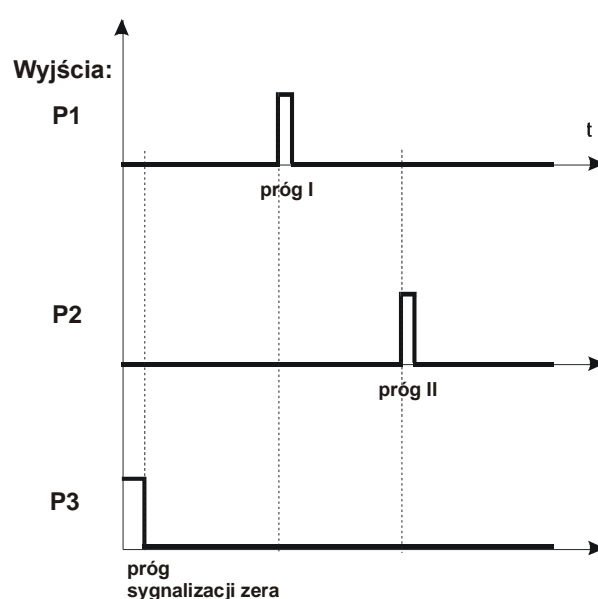 Wyjścia:
P1
t
próg I
P2
próg II
P3
próg
sygnalizacji zera